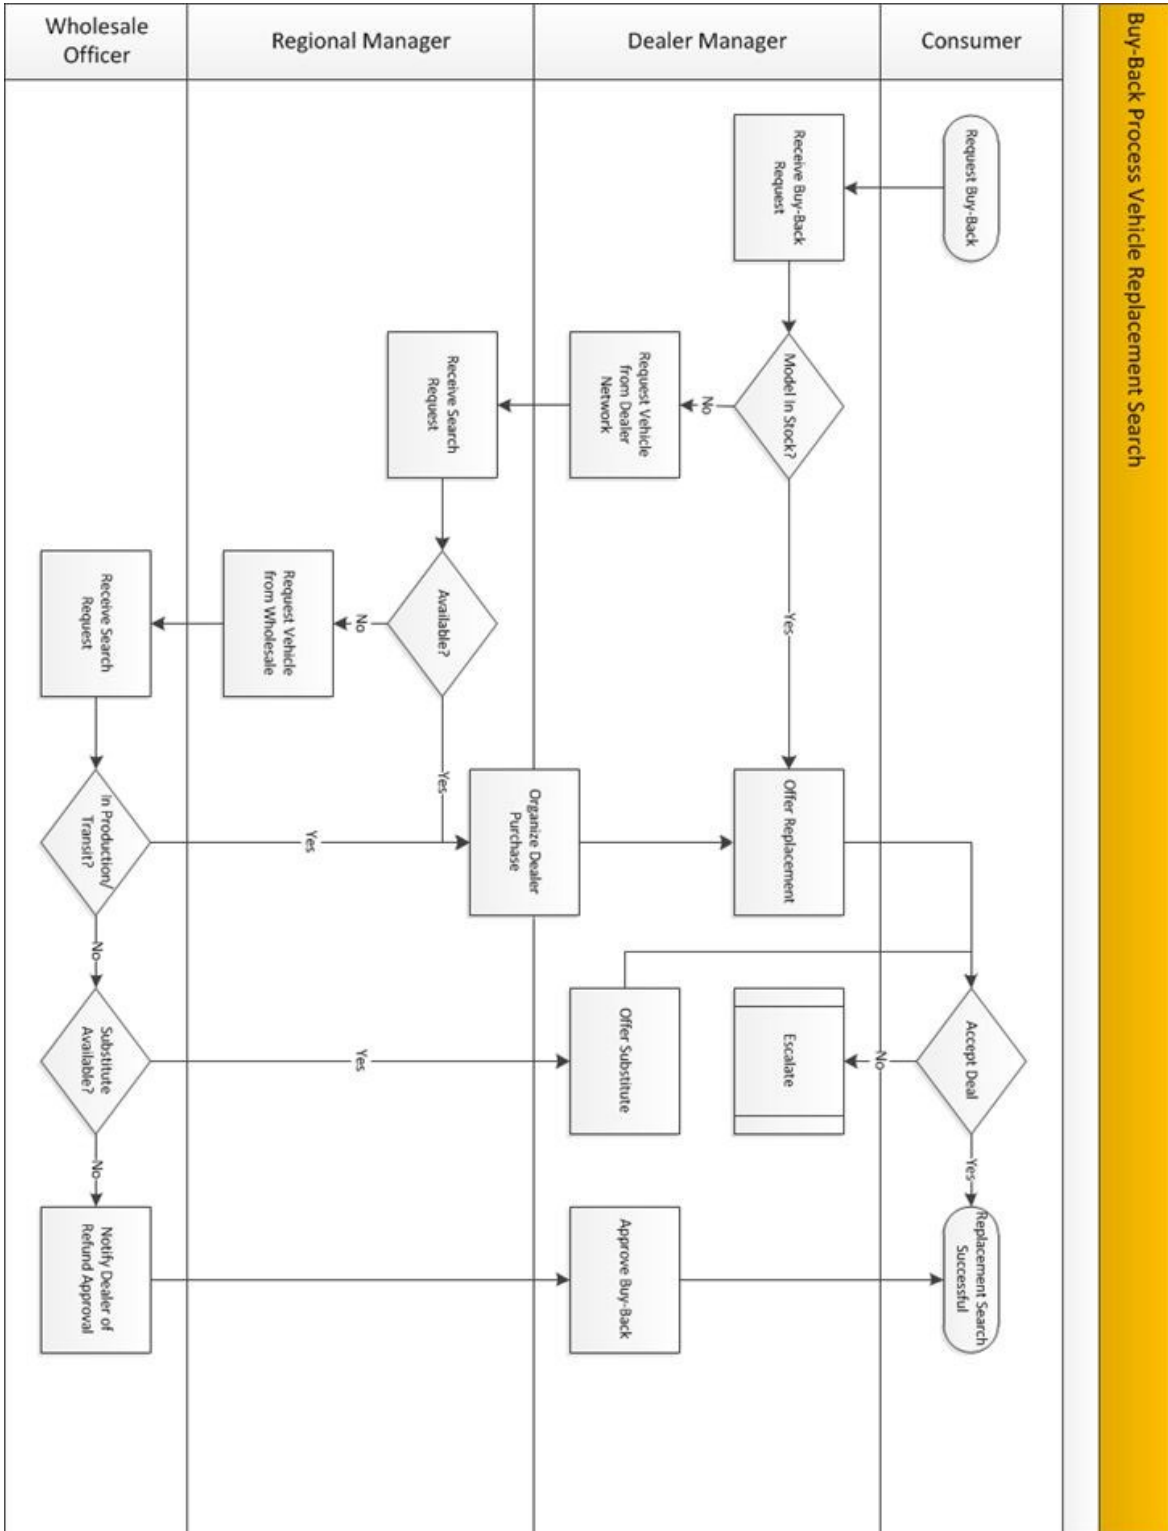 Buy-Back Process Vehicle Replacement Search
Consumer
Dealer Manager
Regional Manager
Wholesale
Officer
Request Buy-Back
Receive Buy-Back
Request
Model In Stock?
No
Yes
Request Vehicle
from Dealer
Network
Receive Search
Request
Available?
No
Yes
Request Vehicle
from Wholesale
Receive Search
Request
In Production/
Transit?
Yes
No
Organize Dealer
Purchase
Offer Replacement
Accept Deal
No
Yes
Escalate
Offer Substitute
Substitute
Available?
Yes
No
Notify Dealer of
Refund Approval
Approve Buy-Back
Replacement Search
Successful